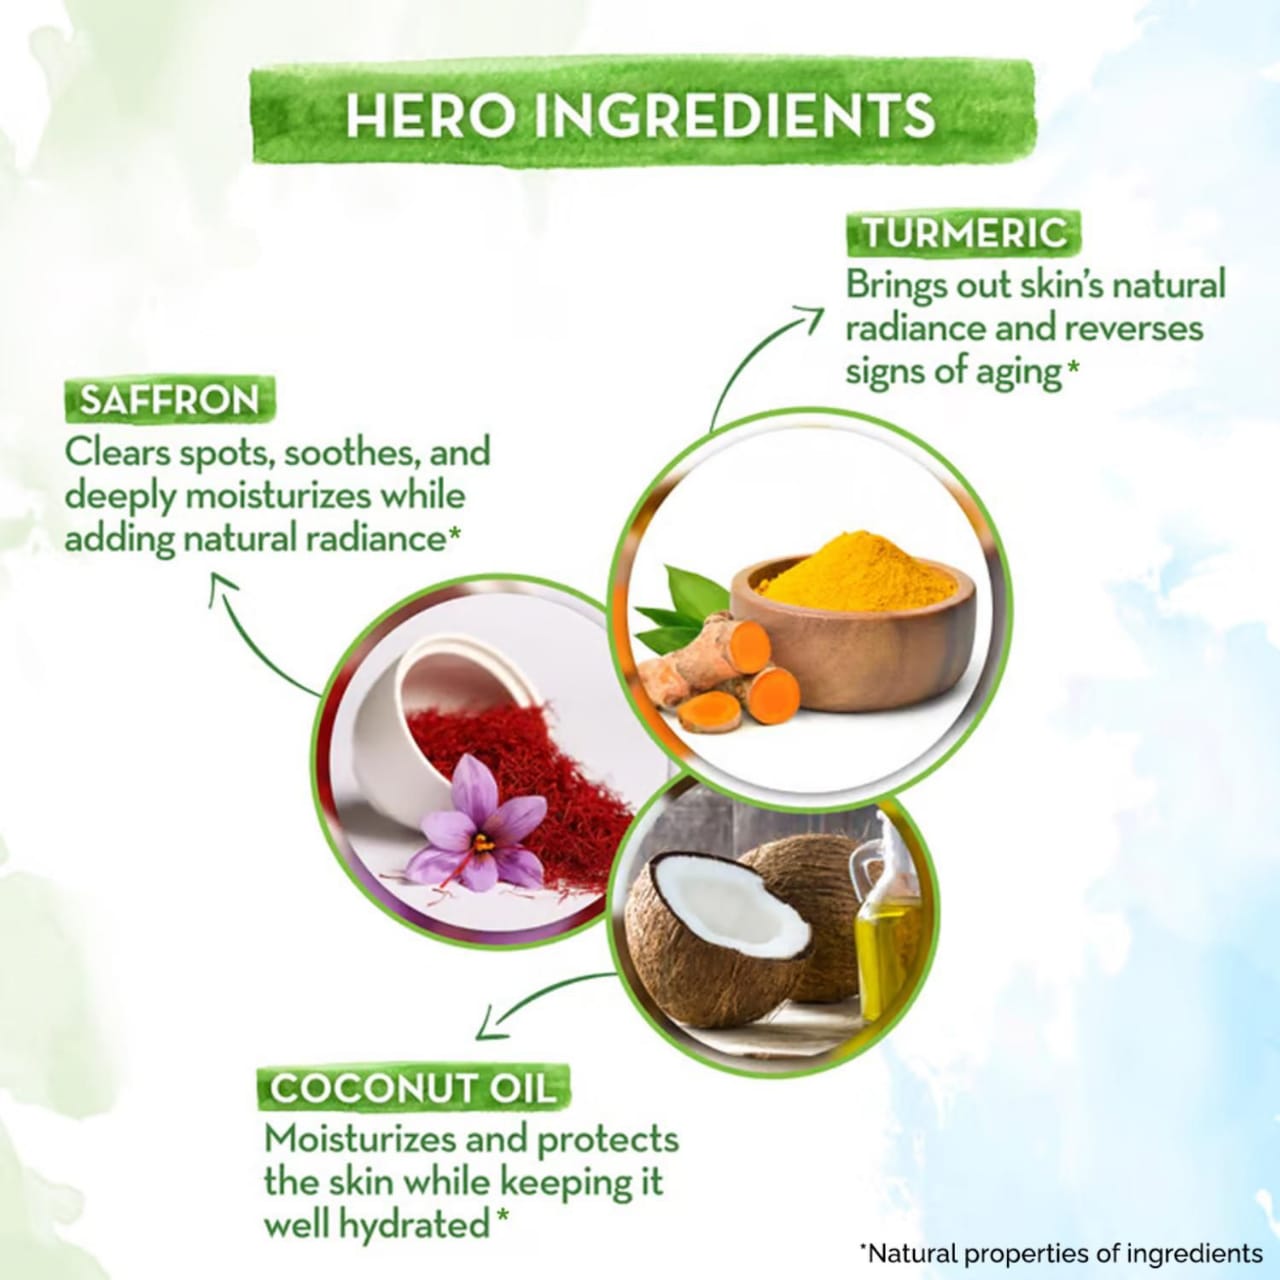 HERO INGREDIENTS
TURMERIC
Brings out skin's natural
radiance and reverses
signs of aging*
SAFFRON
Clears spots, soothes, and
deeply moisturizes while
adding natural radiance*
COCONUT OIL
Moisturizes and protects
the skin while keeping it
well hydrated*
*Natural properties of ingredients